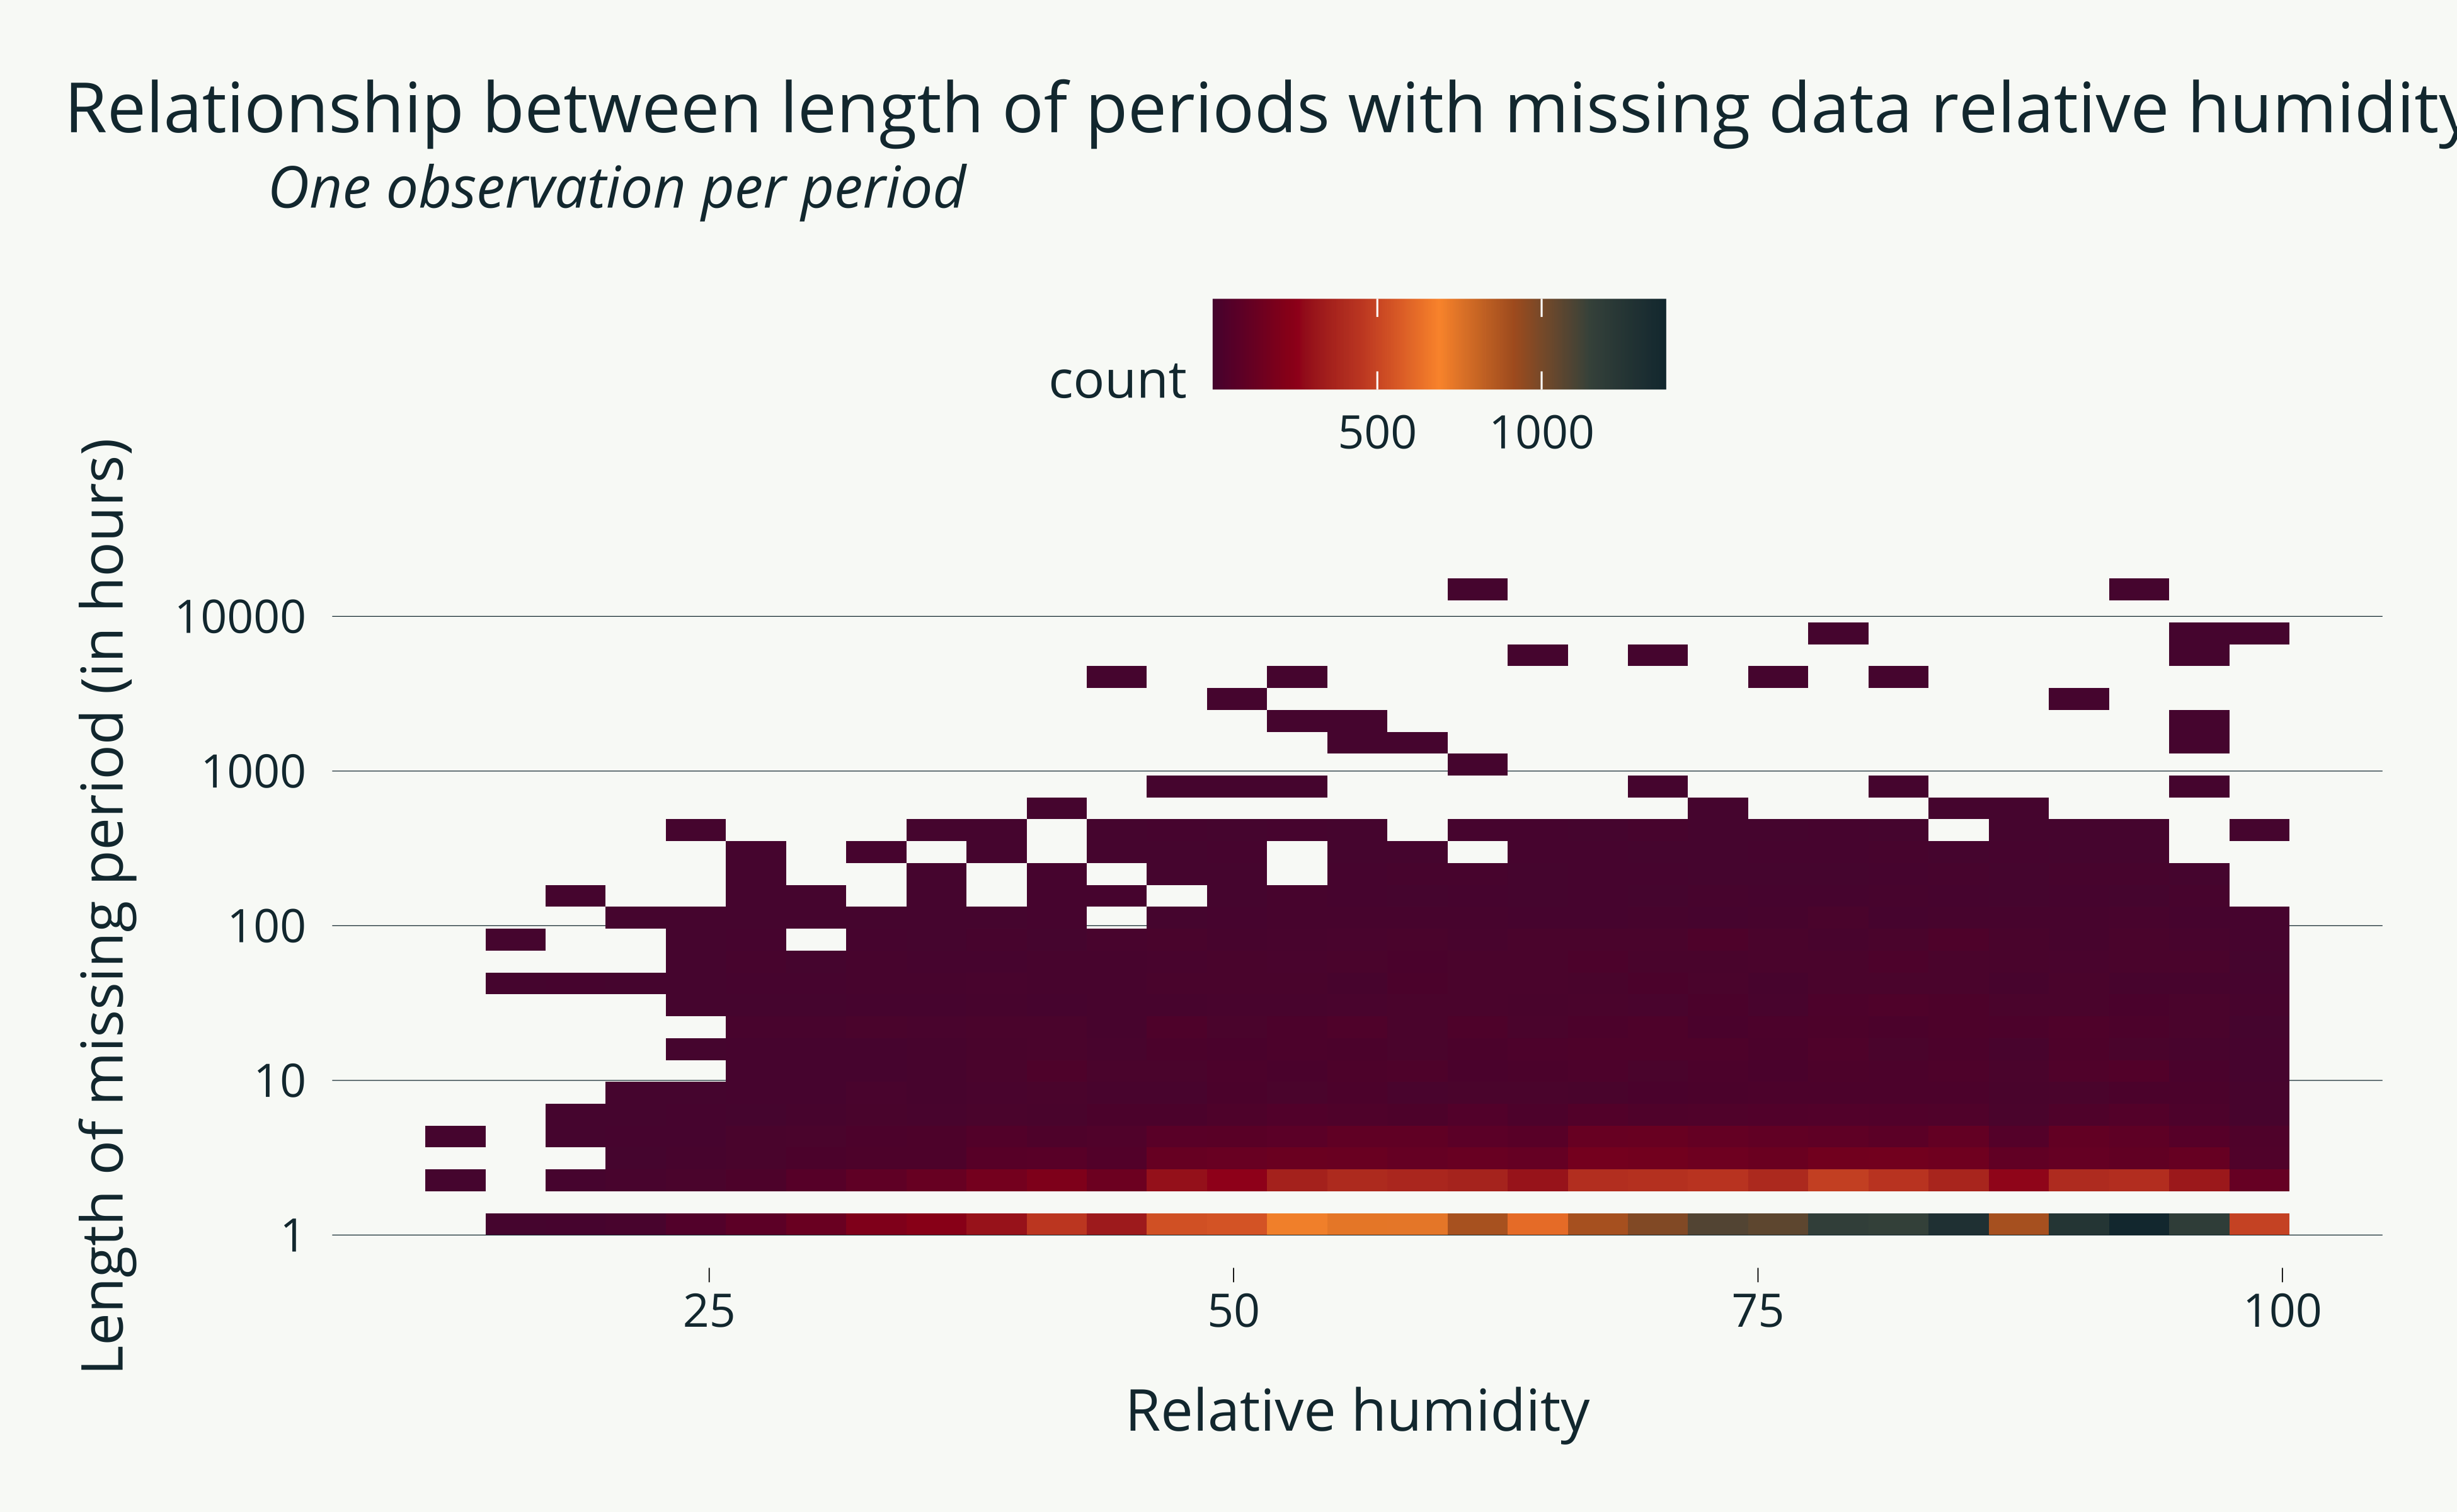 Relationship between length of periods with missing data relative humidity
One observation per period
count
500 1000
Length of missing period (in hours)
10000
1000
100
10
1
25 50 75 100
Relative humidity